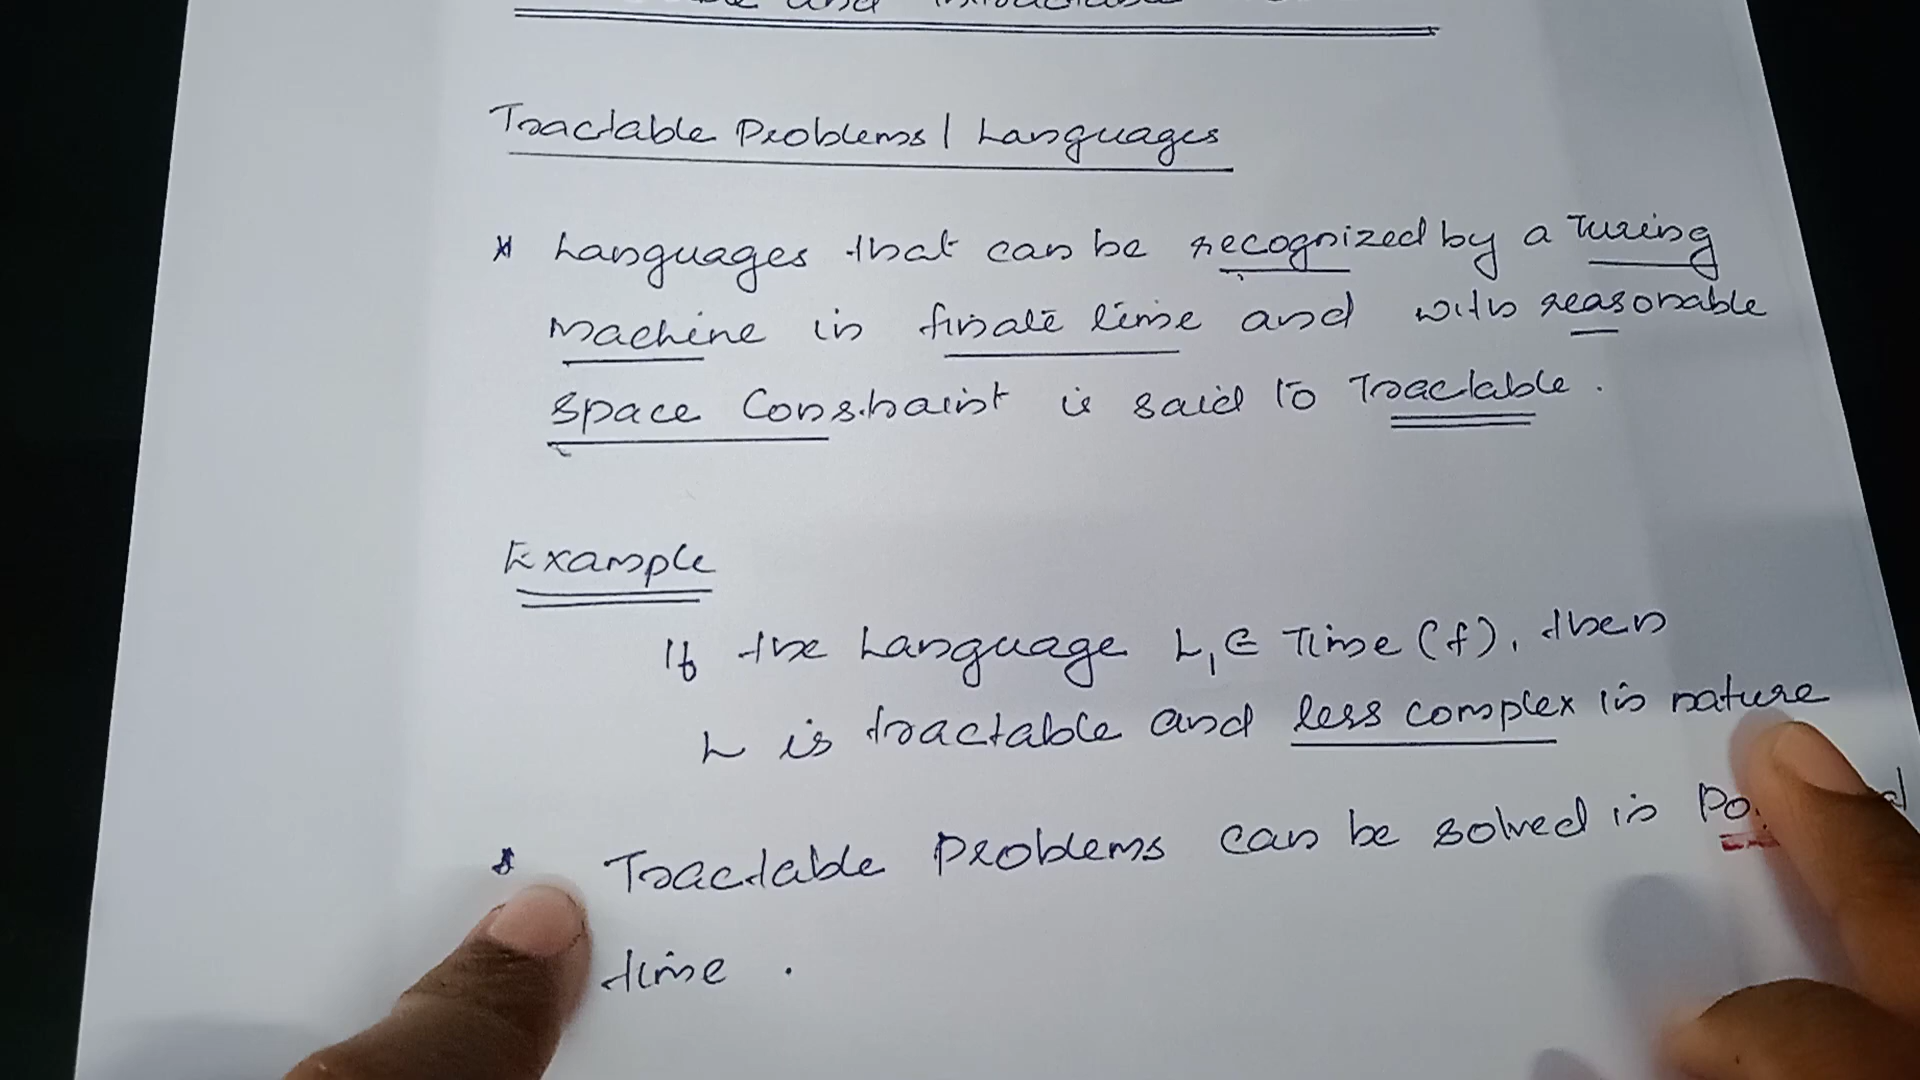 and
Tractable Problems | Languages
* Languages that can be recognized by a Turing
Machine in finate time and with reasonable
space Constraint is said to Tractable.
Example
If the Language L, ∈ Time (f), then
L is tractable and less complex in nature
* Tractable Problems can be solved in
time .